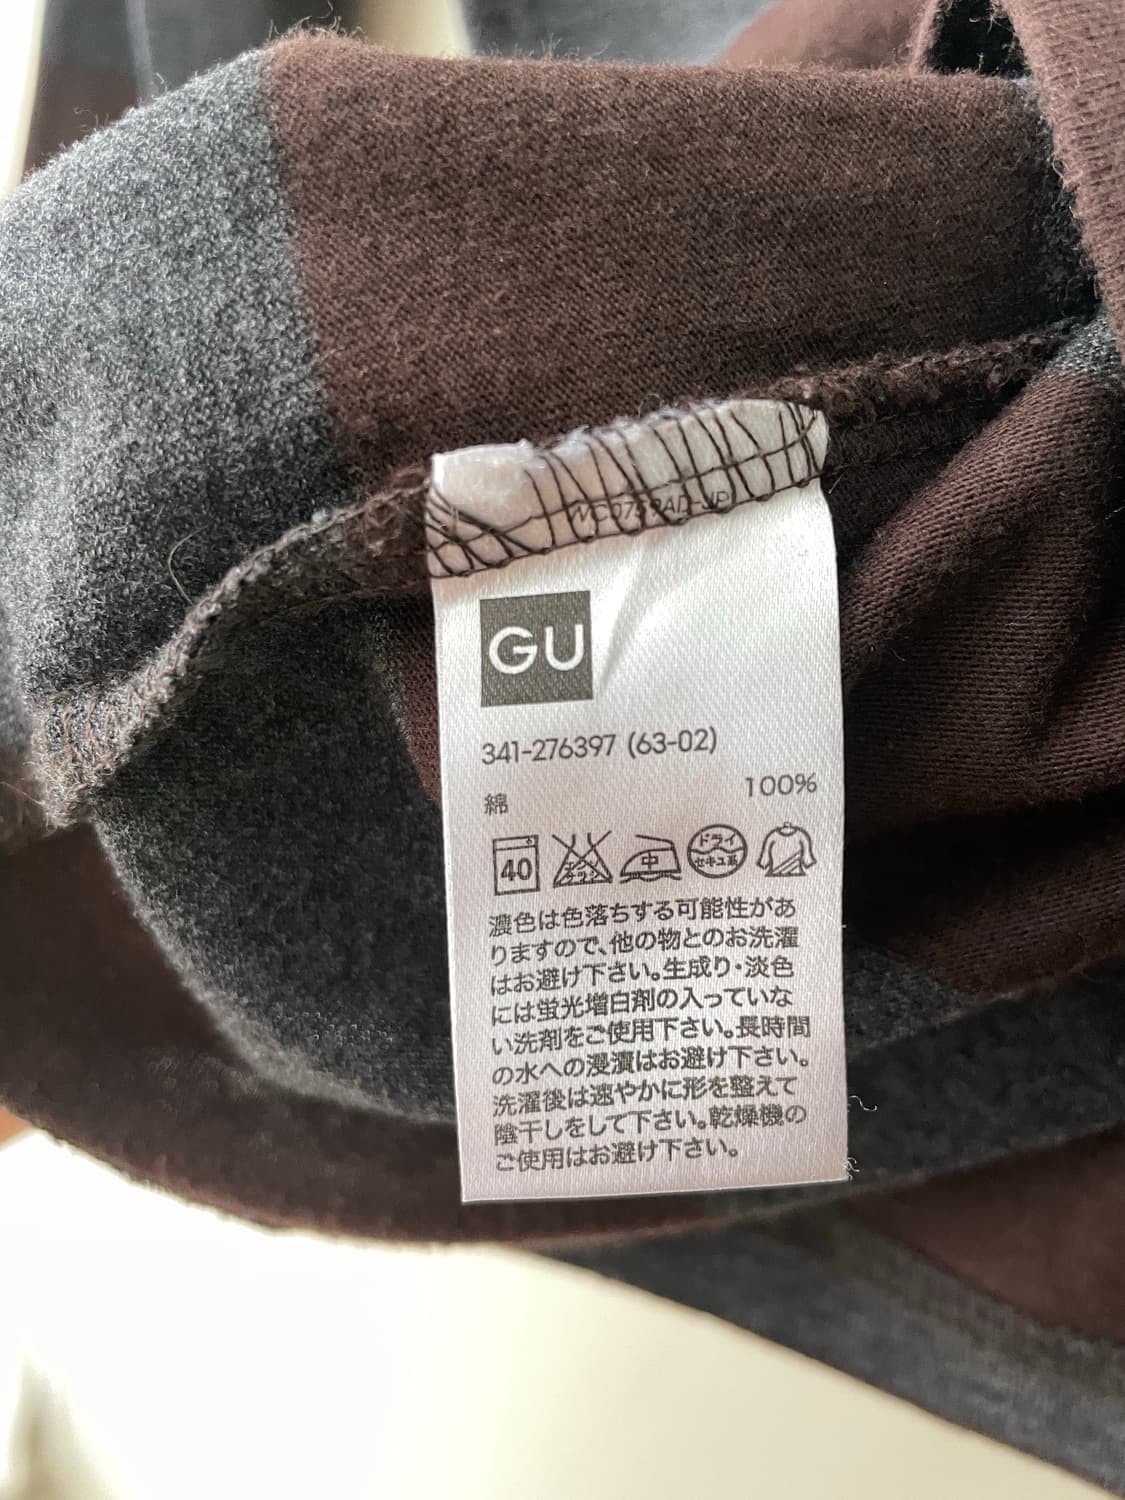 GU
341-276397 (63-02)
綿 100%
40 エンソ サラシ 中 ドライ セキユ系
濃色は色落ちする可能性があ
りますので、他の物とのお洗濯
はお避け下さい。生成り・淡色
には蛍光増白剤の入っていな
い洗剤をご使用下さい。長時間
の水への浸漬はお避け下さい。
洗濯後は速やかに形を整えて
陰干しをして下さい。乾燥機の
ご使用はお避け下さい。